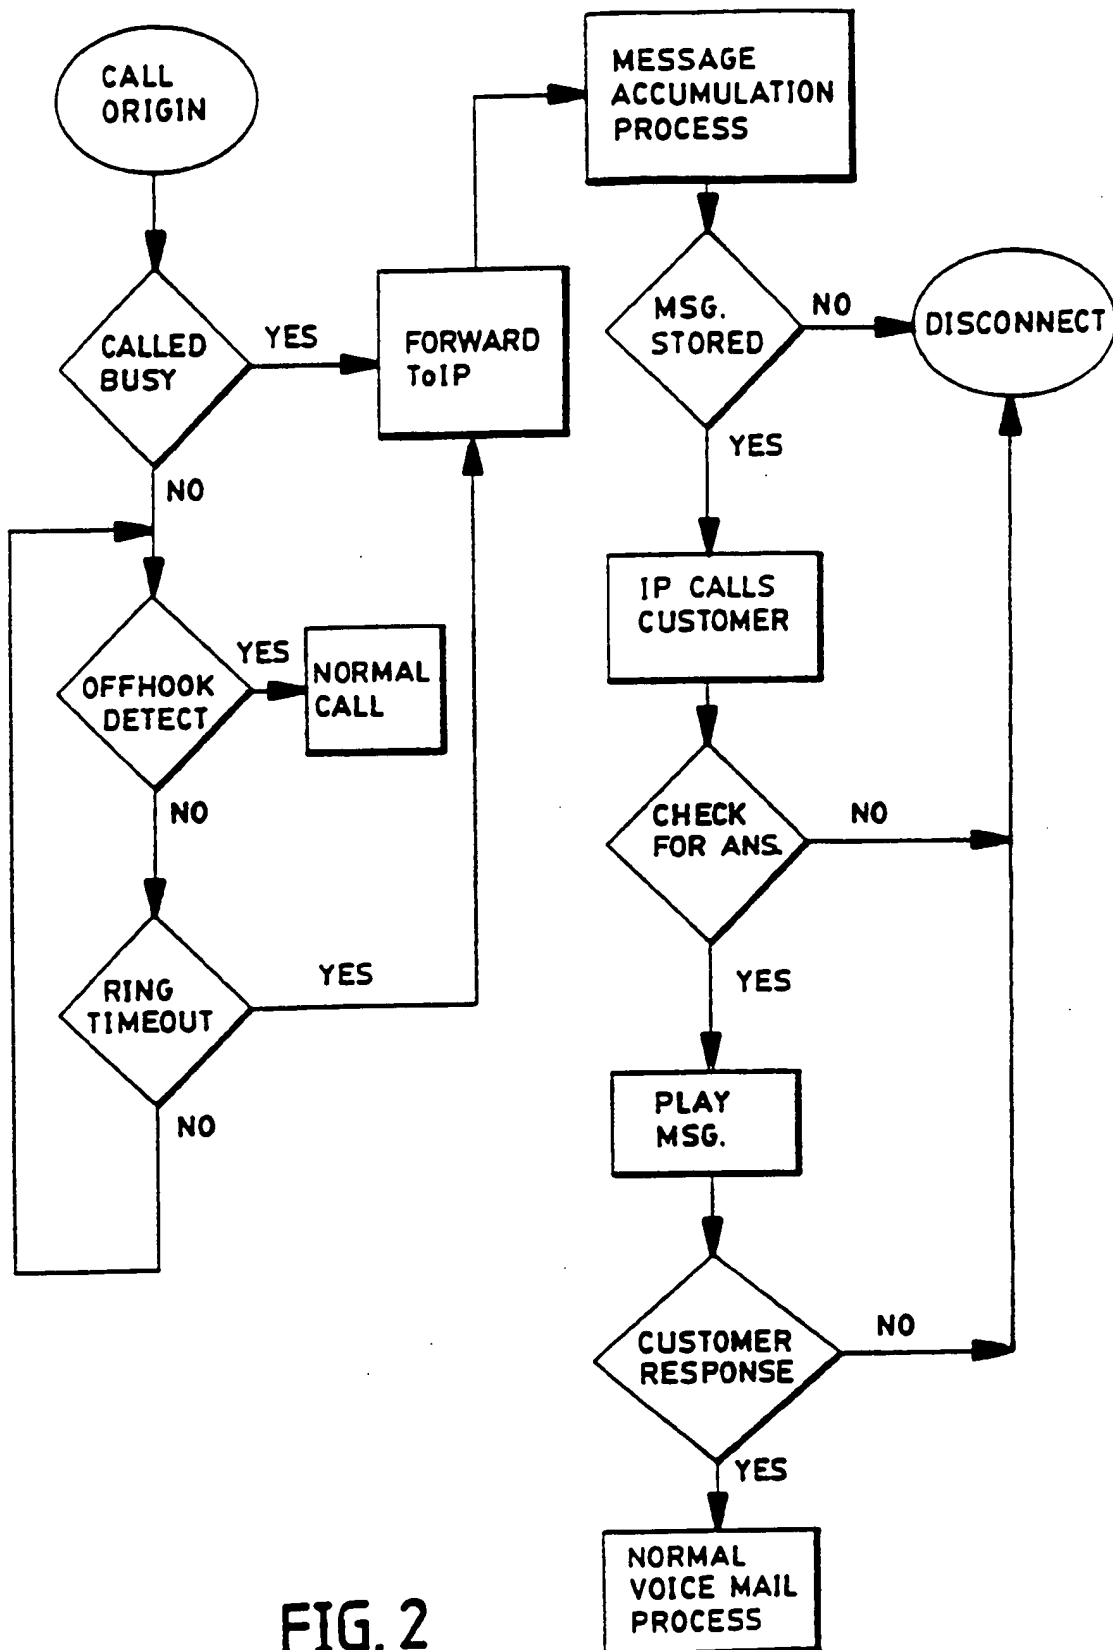 CALL
ORIGIN
CALLED
BUSY
YES
NO
FORWARD
ToIP
OFFHOOK
DETECT
YES
NORMAL
CALL
NO
RING
TIMEOUT
YES
NO
MESSAGE
ACCUMULATION
PROCESS
MSG.
STORED
NO
DISCONNECT
YES
IP CALLS
CUSTOMER
CHECK
FOR ANS.
NO
YES
PLAY
MSG.
CUSTOMER
RESPONSE
NO
YES
NORMAL
VOICE MAIL
PROCESS
FIG. 2